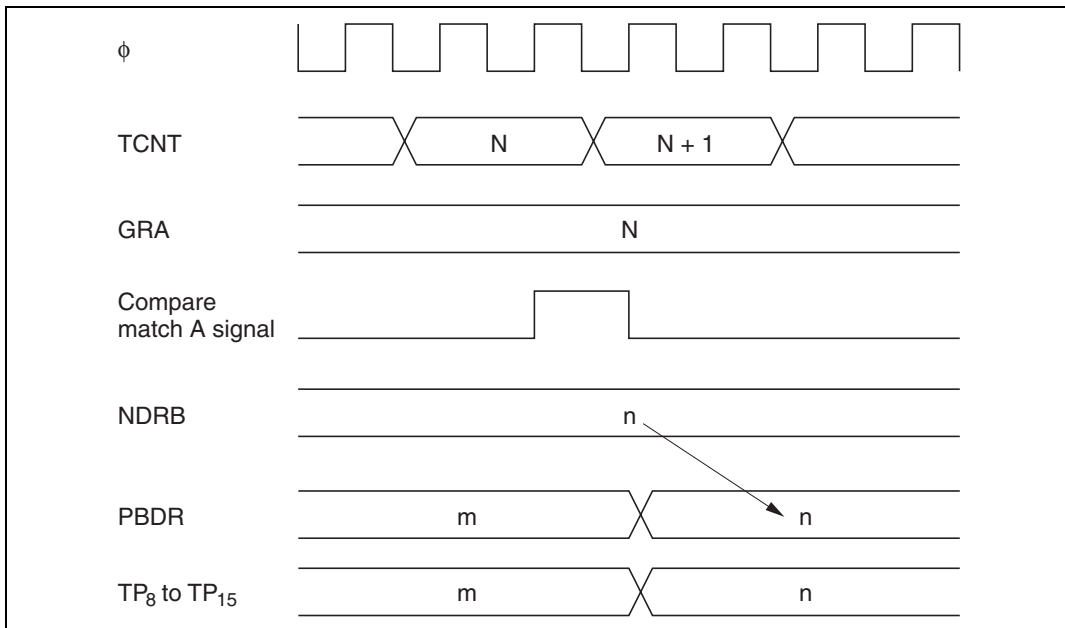 φ
TCNT
N
N + 1
GRA
N
Compare
match A signal
NDRB
n
PBDR
m
n
TP8 to TP15
m
n